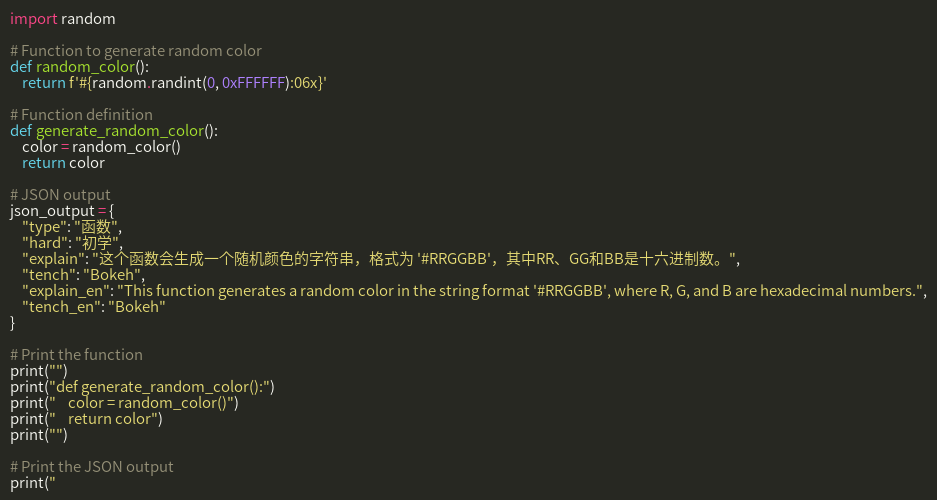 import random
# Function to generate random color
def random_color():
    return f'#{random.randint(0, 0xFFFFFF):06x}'
# Function definition
def generate_random_color():
    color = random_color()
    return color
# JSON output
json_output = {
    "type": "函数",
    "hard": "初学",
    "explain": "这个函数会生成一个随机颜色的字符串，格式为 '#RRGGBB'，其中RR、GG和BB是十六进制数。",
    "tench": "Bokeh",
    "explain_en": "This function generates a random color in the string format '#RRGGBB', where R, G, and B are hexadecimal numbers.",
    "tench_en": "Bokeh"
}
# Print the function
print("")
print("def generate_random_color():")
print("    color = random_color()")
print("    return color")
print("")
# Print the JSON output
print("